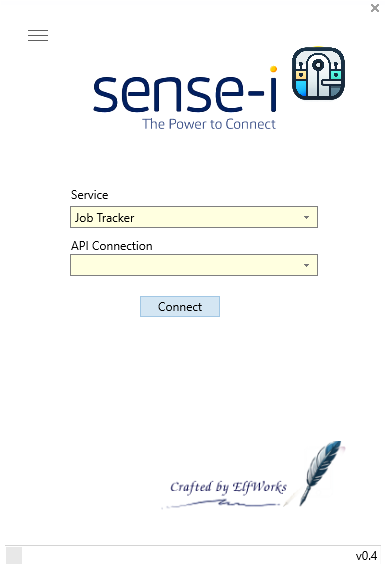 sense-i
The Power to Connect
Service
Job Tracker
API Connection
Connect
Crafted by ElfWorks
v0.4